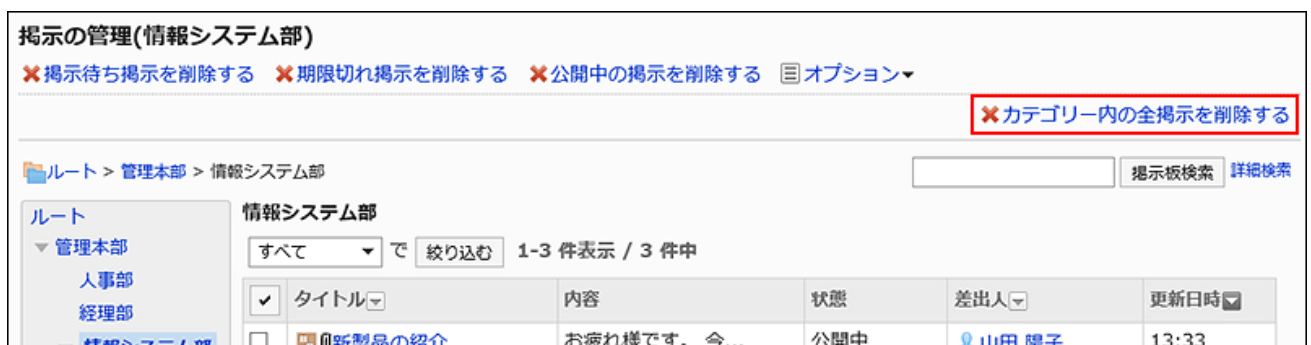 掲示の管理(情報システム部)
掲示待ち掲示を削除する 期限切れ掲示を削除する 公開中の掲示を削除する オプション
カテゴリー内の全掲示を削除する
ルート > 管理本部 > 情報システム部 掲示板検索 詳細検索
ルート
管理本部
人事部
経理部
情報システム部
情報システム部
すべて で 絞り込む 1-3 件表示 / 3 件中
タイトル 内容 状態 差出人 更新日時
新製品の紹介 お疲れ様です。 今... 公開中 山田 陽子 13:33